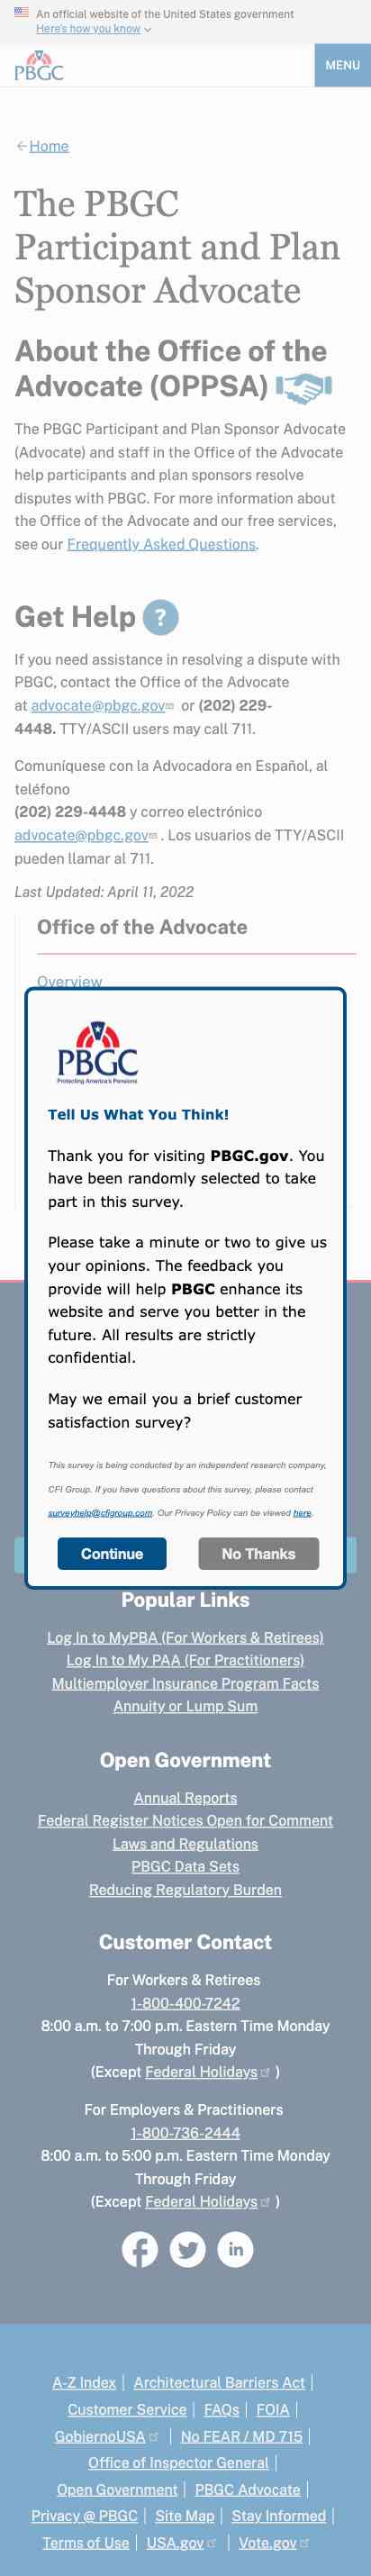 An official website of the United States government
Here's how you know
PBGC
MENU
Home
The PBGC
Participant and Plan
Sponsor Advocate
About the Office of the
Advocate (OPPSA)
The PBGC Participant and Plan Sponsor Advocate
(Advocate) and staff in the Office of the Advocate
help participants and plan sponsors resolve
disputes with PBGC. For more information about
the Office of the Advocate and our free services,
see our Frequently Asked Questions.
Get Help ?
If you need assistance in resolving a dispute with
PBGC, contact the Office of the Advocate
at advocate@pbgc.gov or (202) 229-
4448. TTY/ASCII users may call 711.
Comuníquese con la Advocadora en Español, al
teléfono
(202) 229-4448 y correo electrónico
advocate@pbgc.gov . Los usuarios de TTY/ASCII
pueden llamar al 711.
Last Updated: April 11, 2022
Office of the Advocate
Overview
PBGC
Protecting America's Pensions
Tell Us What You Think!
Thank you for visiting PBGC.gov. You
have been randomly selected to take
part in this survey.
Please take a minute or two to give us
your opinions. The feedback you
provide will help PBGC enhance its
website and serve you better in the
future. All results are strictly
confidential.
May we email you a brief customer
satisfaction survey?
This survey is being conducted by an independent research company,
CFI Group. If you have questions about this survey, please contact
surveyhelp@cfigroup.com. Our Privacy Policy can be viewed here.
Continue
No Thanks
Popular Links
Log In to MyPBA (For Workers & Retirees)
Log In to My PAA (For Practitioners)
Multiemployer Insurance Program Facts
Annuity or Lump Sum
Open Government
Annual Reports
Federal Register Notices Open for Comment
Laws and Regulations
PBGC Data Sets
Reducing Regulatory Burden
Customer Contact
For Workers & Retirees
1-800-400-7242
8:00 a.m. to 7:00 p.m. Eastern Time Monday
Through Friday
(Except Federal Holidays )
For Employers & Practitioners
1-800-736-2444
8:00 a.m. to 5:00 p.m. Eastern Time Monday
Through Friday
(Except Federal Holidays )
A-Z Index | Architectural Barriers Act |
Customer Service | FAQs | FOIA |
GobiernoUSA | No FEAR / MD 715 |
Office of Inspector General |
Open Government | PBGC Advocate |
Privacy @ PBGC | Site Map | Stay Informed |
Terms of Use | USA.gov | Vote.gov